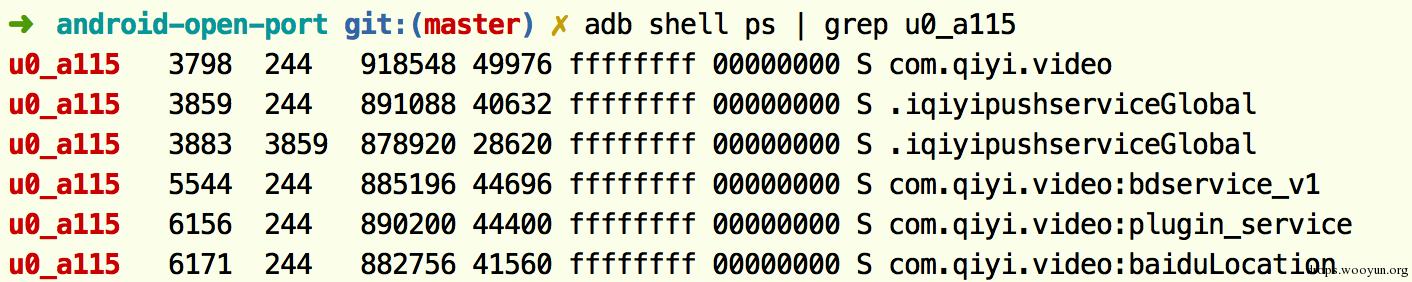 ➜ android-open-port git:(master) ✗ adb shell ps | grep u0_a115
u0_a115 3798 244 918548 49976 ffffffff 00000000 S com.qiyi.video
u0_a115 3859 244 891088 40632 ffffffff 00000000 S .iqiyipushserviceGlobal
u0_a115 3883 3859 878920 28620 ffffffff 00000000 S .iqiyipushserviceGlobal
u0_a115 5544 244 885196 44696 ffffffff 00000000 S com.qiyi.video:bdservice_v1
u0_a115 6156 244 890200 44400 ffffffff 00000000 S com.qiyi.video:plugin_service
u0_a115 6171 244 882756 41560 ffffffff 00000000 S com.qiyi.video:baiduLocation
drops.wooyun.org